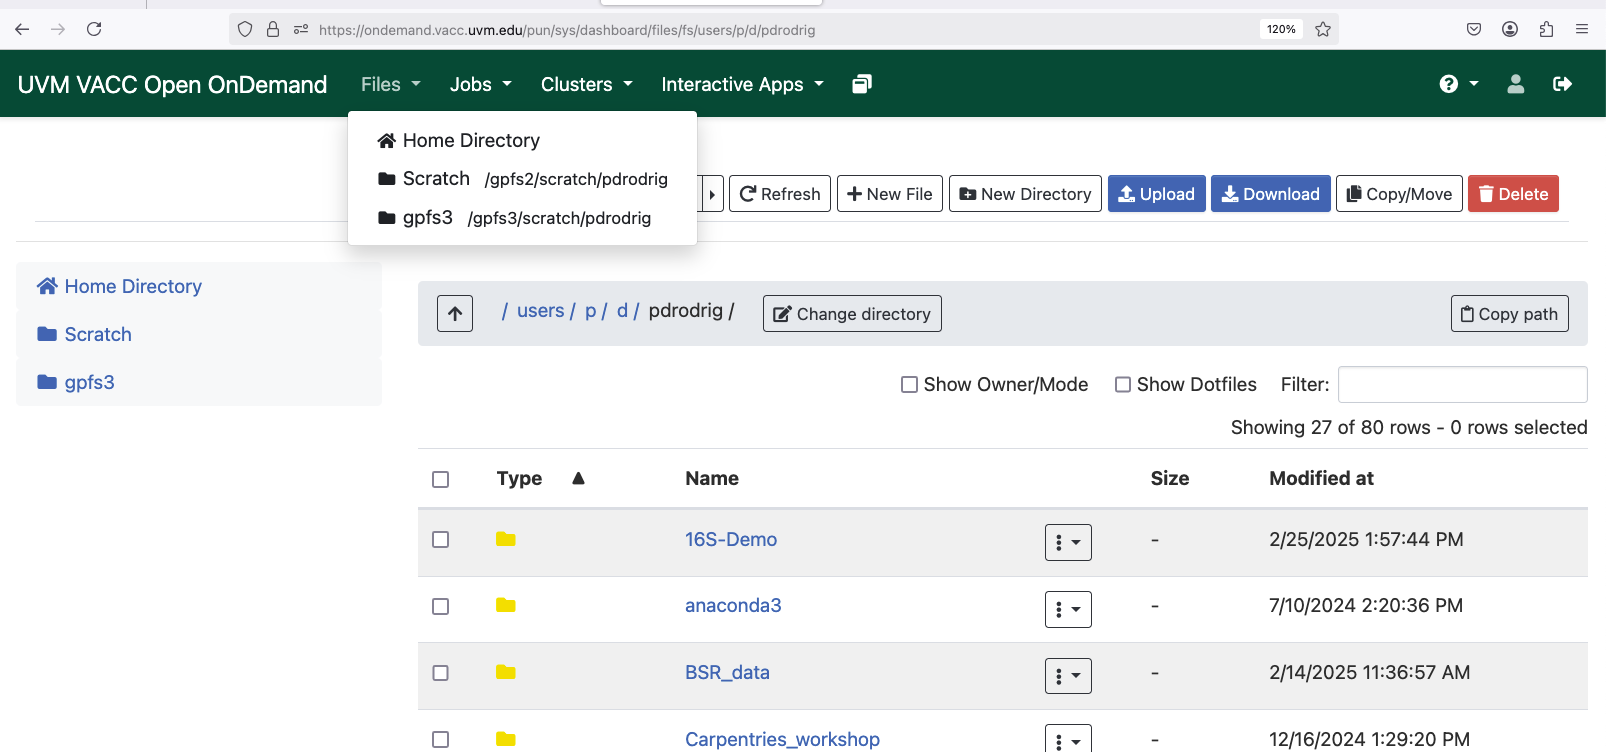 https://ondemand.vacc.uvm.edu/pun/sys/dashboard/files/fs/users/p/d/pdrodrig 120%
UVM VACC Open OnDemand Files Jobs Clusters Interactive Apps
Home Directory
Scratch /gpfs2/scratch/pdrodrig
gpfs3 /gpfs3/scratch/pdrodrig
Refresh New File New Directory Upload Download Copy/Move Delete
Home Directory
Scratch
gpfs3
/ users / p / d / pdrodrig / Change directory Copy path
Show Owner/Mode Show Dotfiles Filter:
Showing 27 of 80 rows - 0 rows selected
Type Name Size Modified at
16S-Demo - 2/25/2025 1:57:44 PM
anaconda3 - 7/10/2024 2:20:36 PM
BSR_data - 2/14/2025 11:36:57 AM
Carpentries_workshop - 12/16/2024 1:29:20 PM